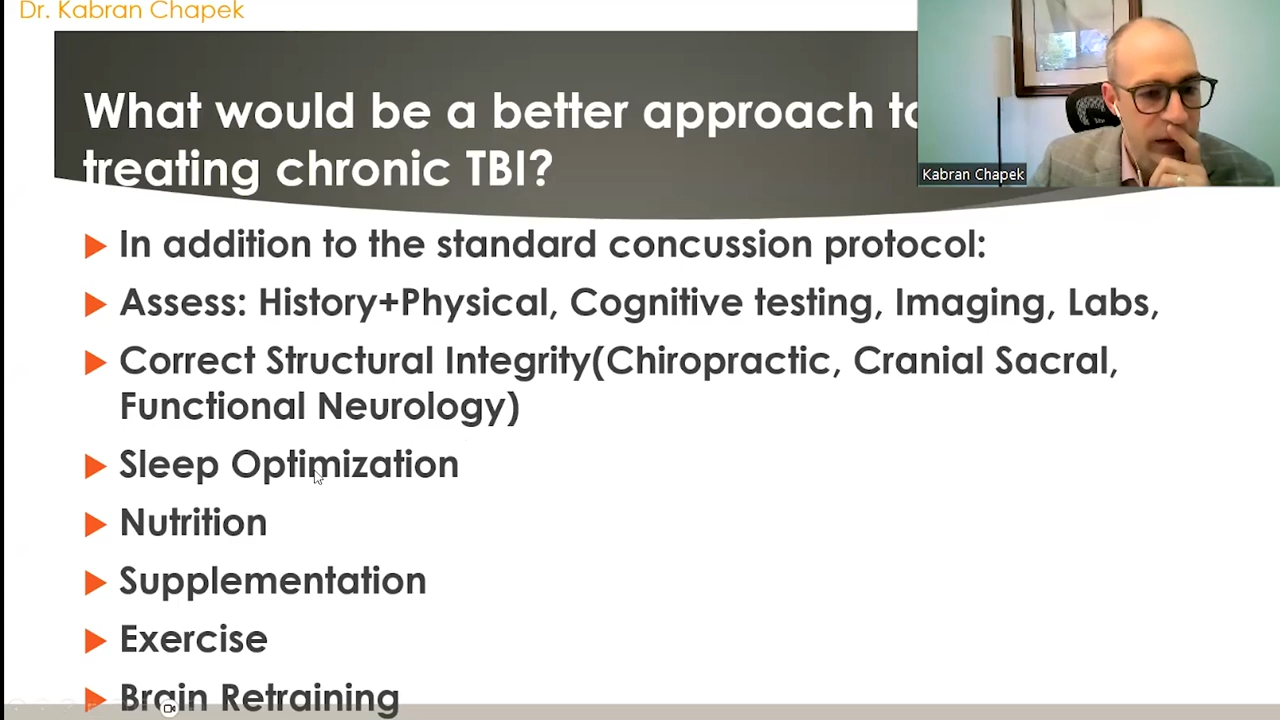 Dr. Kabran Chapek
What would be a better approach to
treating chronic TBI?
Kabran Chapek
In addition to the standard concussion protocol:
Assess: History+Physical, Cognitive testing, Imaging, Labs,
Correct Structural Integrity(Chiropractic, Cranial Sacral,
Functional Neurology)
Sleep Optimization
Nutrition
Supplementation
Exercise
Brain Retraining